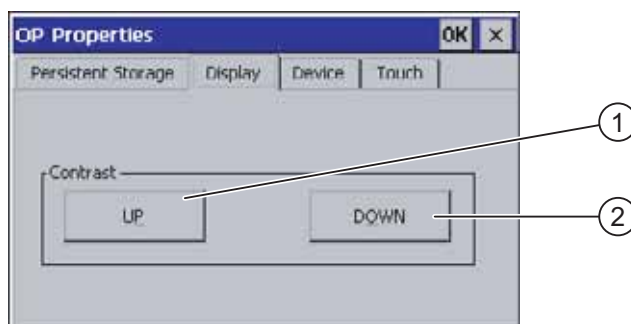 OP Properties OK ×
Persistent Storage Display Device Touch
1
Contrast
UP DOWN
2